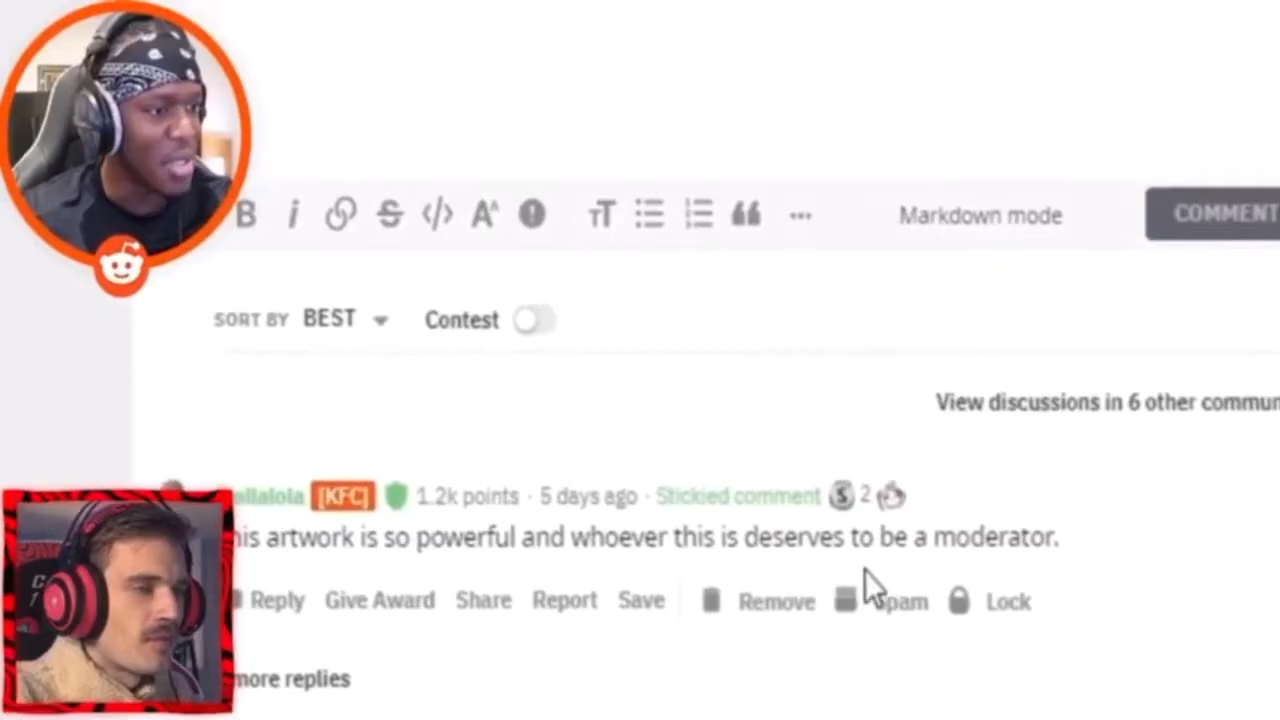 B i A Markdown mode COMMENT
SORT BY BEST Contest
View discussions in 6 other commun
allalola [KFC] 1.2k points · 5 days ago · Stickied comment S 2
his artwork is so powerful and whoever this is deserves to be a moderator.
Reply Give Award Share Report Save Remove Spam Lock
more replies